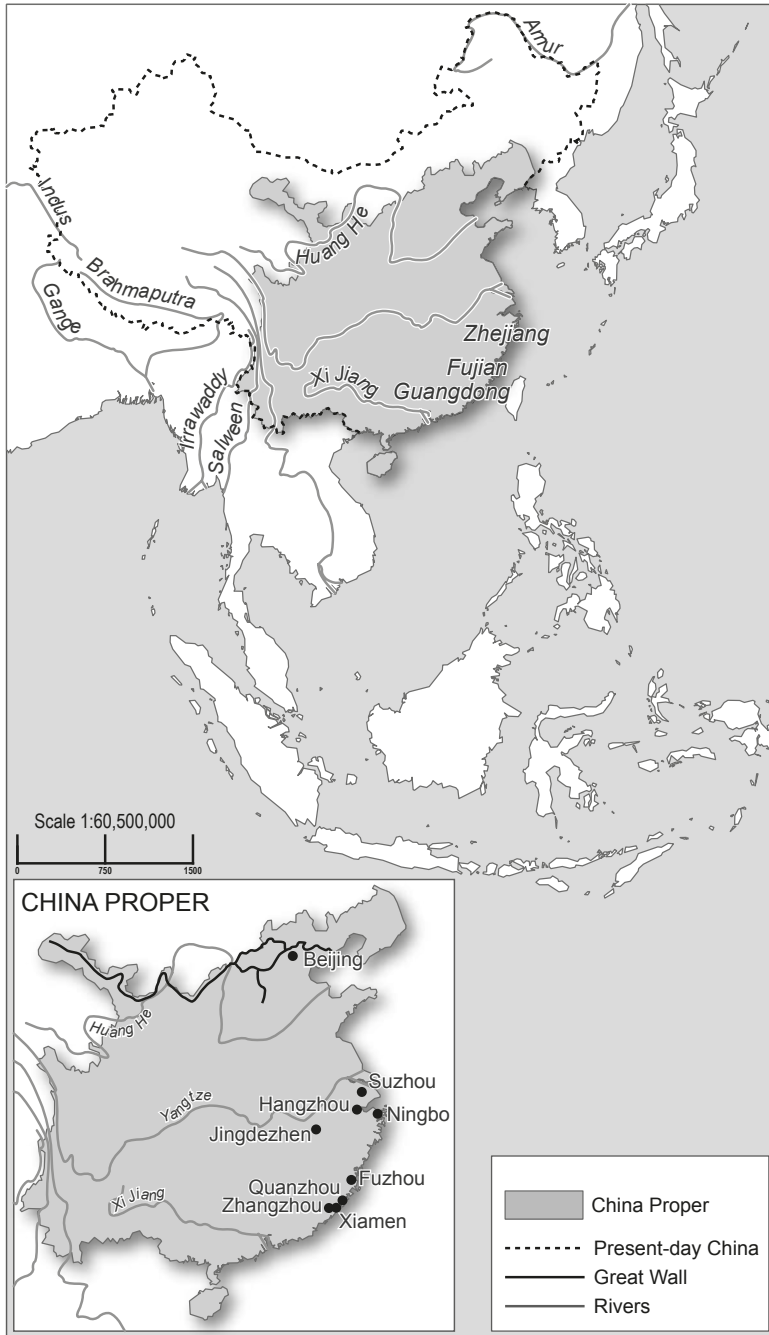 Amur
Indus
Huang He
Brahmaputra
Gange
Zhejiang
Fujian
Xi Jiang
Guangdong
Irrawaddy
Salween
Scale 1:60,500,000
0 750 1500
CHINA PROPER
Beijing
Huang He
Suzhou
Yangtze
Hangzhou
Ningbo
Jingdezhen
Fuzhou
Quanzhou
Xi Jiang
Zhangzhou
Xiamen
China Proper
Present-day China
Great Wall
Rivers